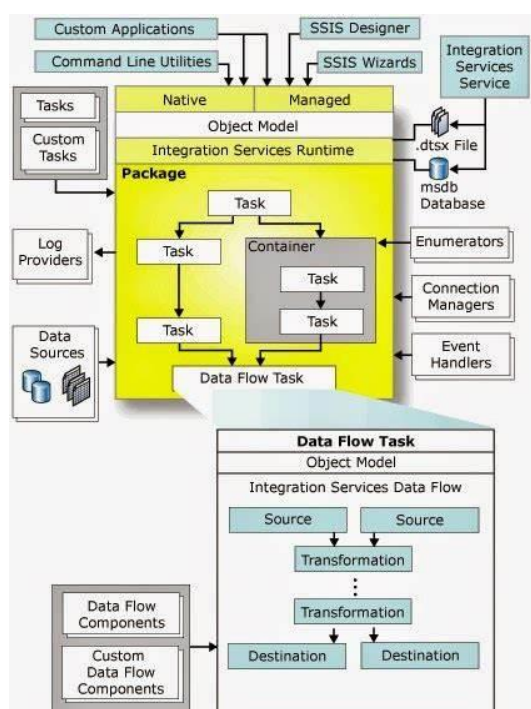 Custom Applications
SSIS Designer
Command Line Utilities
SSIS Wizards
Integration
Services
Service
Tasks
Custom
Tasks
Native
Managed
Object Model
Integration Services Runtime
.dtsx File
msdb
Database
Package
Task
Log
Providers
Task
Container
Task
Task
Task
Enumerators
Connection
Managers
Data
Sources
Event
Handlers
Data Flow Task
Data Flow Task
Object Model
Integration Services Data Flow
Source
Source
Transformation
Transformation
Destination
Destination
Data Flow
Components
Custom
Data Flow
Components